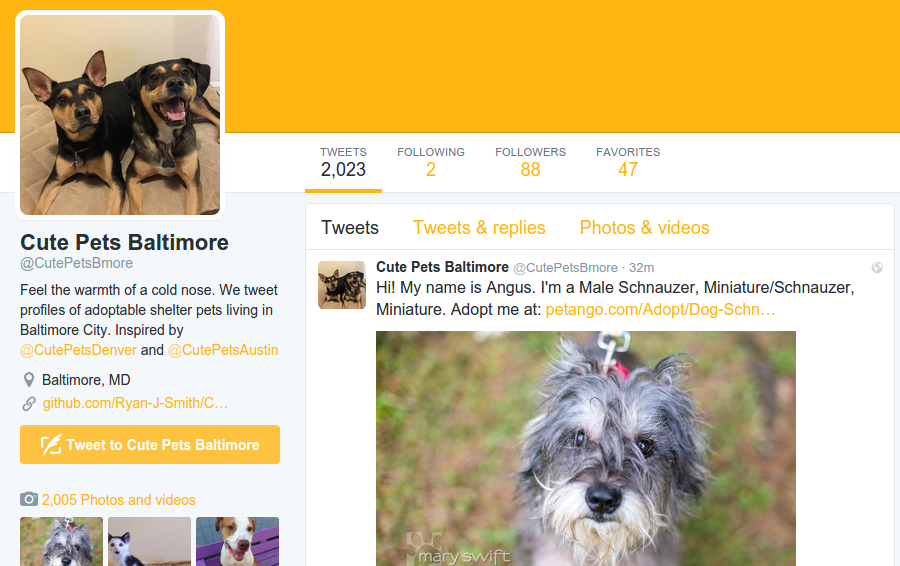 TWEETS
2,023
FOLLOWING
2
FOLLOWERS
88
FAVORITES
47
Cute Pets Baltimore
@CutePetsBmore
Feel the warmth of a cold nose. We tweet
profiles of adoptable shelter pets living in
Baltimore City. Inspired by
@CutePetsDenver and @CutePetsAustin
Baltimore, MD
github.com/Ryan-J-Smith/C…
Tweet to Cute Pets Baltimore
2,005 Photos and videos
Tweets
Tweets & replies
Photos & videos
Cute Pets Baltimore @CutePetsBmore · 32m
Hi! My name is Angus. I'm a Male Schnauzer, Miniature/Schnauzer,
Miniature. Adopt me at: petango.com/Adopt/Dog-Schn…
mary swift